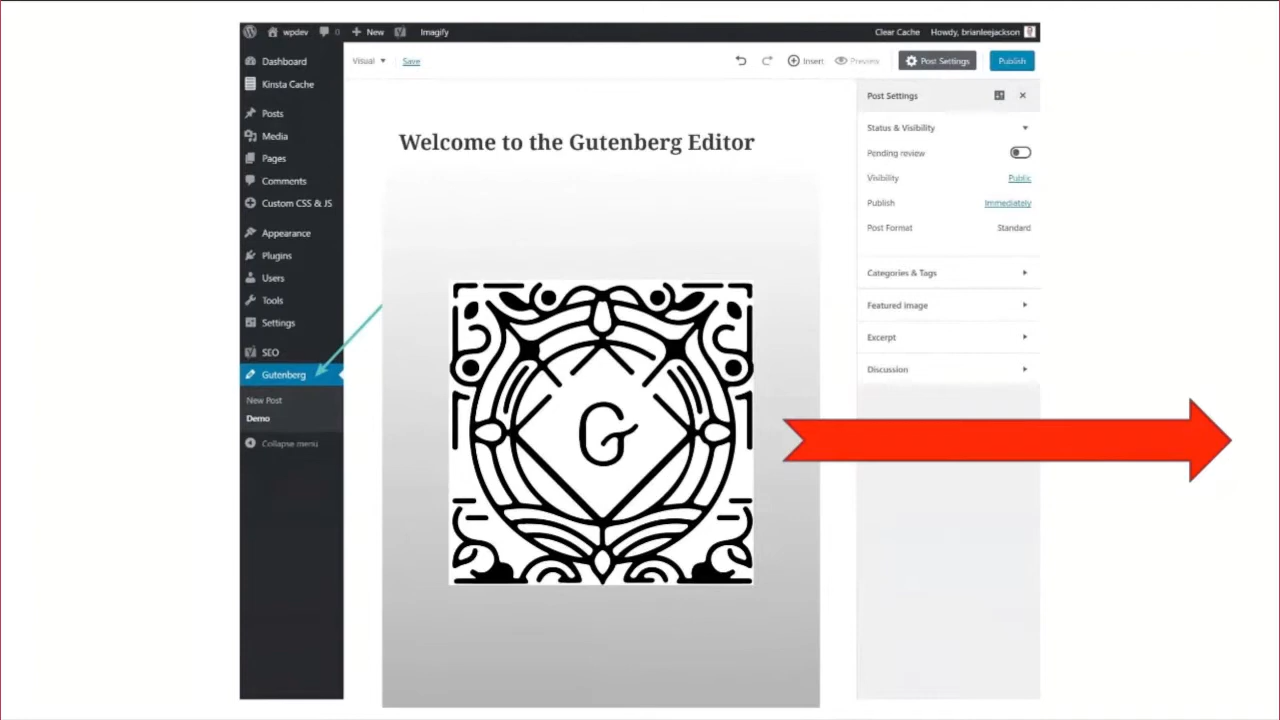 wpdev 0 New Imagify Clear Cache Howdy, brianleejackson
Visual Save Insert Preview Post Settings Publish
Dashboard
Kinsta Cache
Posts
Media
Pages
Comments
Custom CSS & JS
Appearance
Plugins
Users
Tools
Settings
SEO
Gutenberg
New Post
Demo
Collapse menu
Welcome to the Gutenberg Editor
G
Post Settings
Status & Visibility
Pending review
Visibility Public
Publish Immediately
Post Format Standard
Categories & Tags
Featured image
Excerpt
Discussion